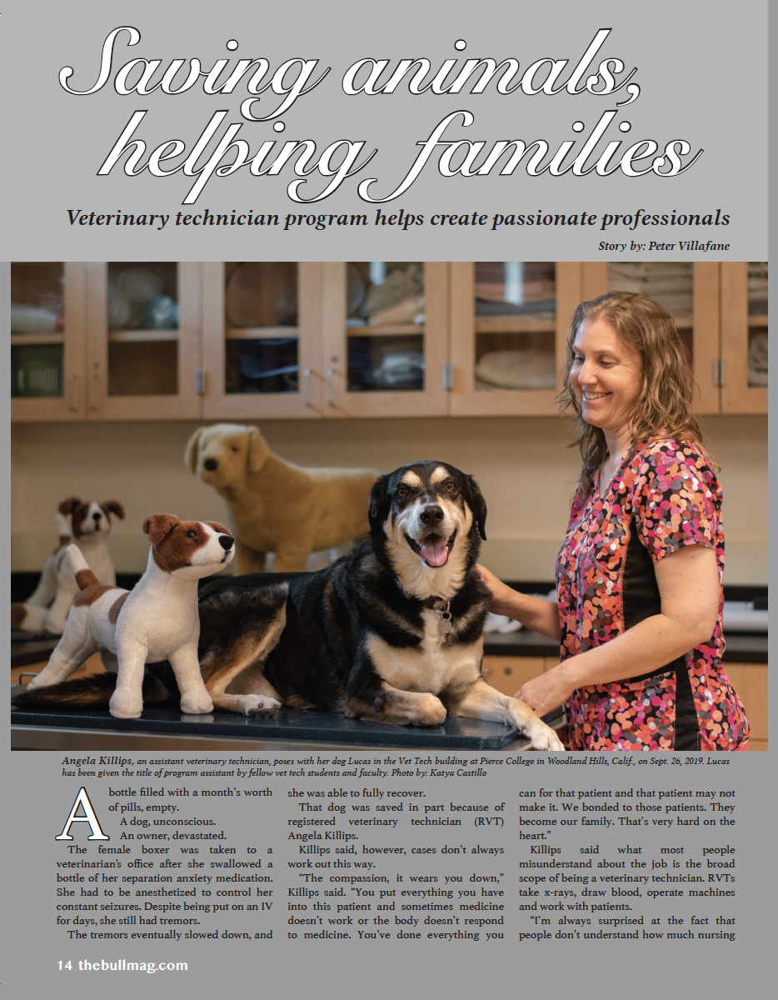 Saving animals,
helping families
Veterinary technician program helps create passionate professionals
Story by: Peter Villafane
Angela Killips, an assistant veterinary technician, poses with her dog Lucas in the Vet Tech building at Pierce College in Woodland Hills, Calif., on Sept. 26, 2019. Lucas
has been given the title of program assistant by fellow vet tech students and faculty. Photo by: Katya Castillo
A bottle filled with a month's worth
of pills, empty.
A dog, unconscious.
An owner, devastated.
The female boxer was taken to a
veterinarian's office after she swallowed a
bottle of her separation anxiety medication.
She had to be anesthetized to control her
constant seizures. Despite being put on an IV
for days, she still had tremors.
The tremors eventually slowed down, and
she was able to fully recover.
That dog was saved in part because of
registered veterinary technician (RVT)
Angela Killips.
Killips said, however, cases don't always
work out this way.
"The compassion, it wears you down,"
Killips said. "You put everything you have
into this patient and sometimes medicine
doesn't work or the body doesn't respond
to medicine. You've done everything you
can for that patient and that patient may not
make it. We bonded to those patients. They
become our family. That's very hard on the
heart."
Killips said what most people
misunderstand about the job is the broad
scope of being a veterinary technician. RVTs
take x-rays, draw blood, operate machines
and work with patients.
"I'm always surprised at the fact that
people don't understand how much nursing
14 thebullmag.com